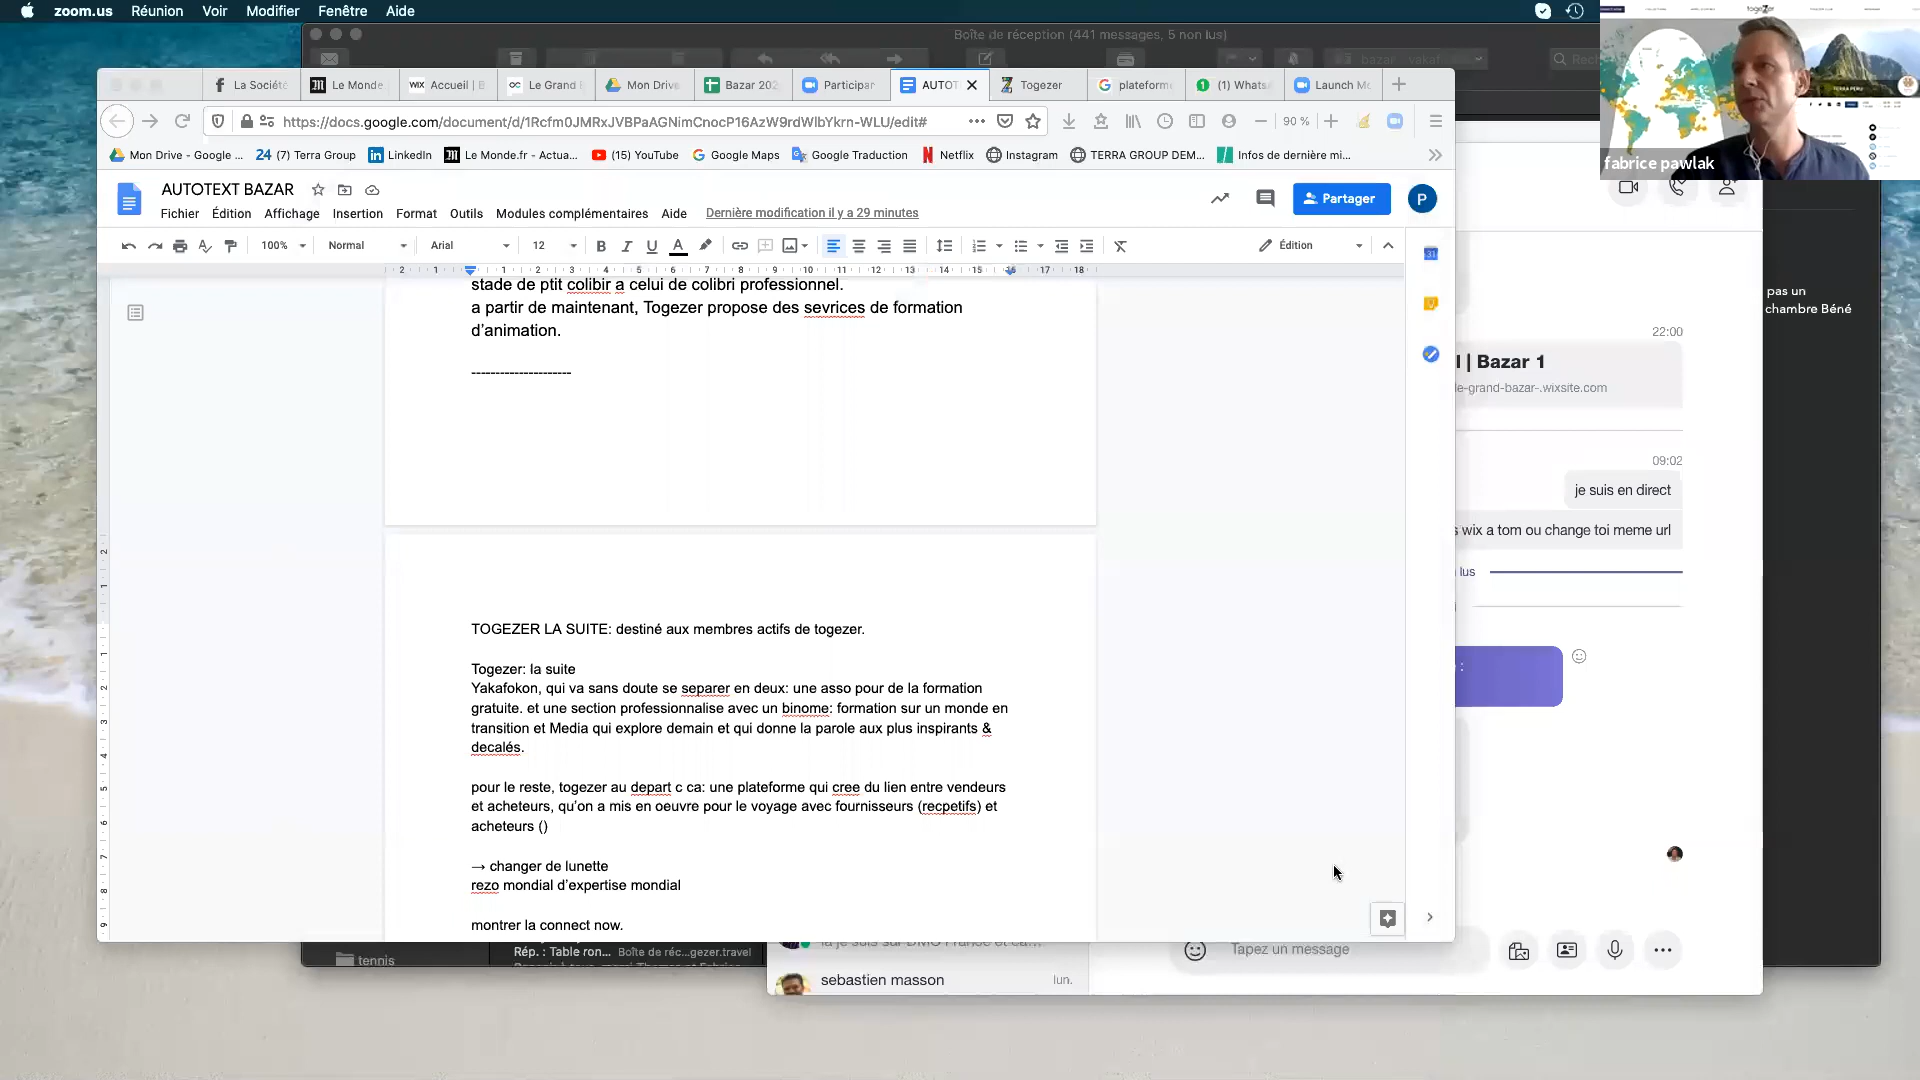 zoom.us Réunion Voir Modifier Fenêtre Aide
Boîte de réception (441 messages, 5 non lus)
La Société
Le Monde
Accueil | B
Le Grand
Mon Drive
Bazar 202
Participan
AUTOT
Togezer
plateforme
(1) Whats
Launch M
https://docs.google.com/document/d/1Rcfm0JMRxJVBPaAGNimCnocP16AzW9rdWlbYkrn-WLU/edit#
90 %
Mon Drive - Google ...
24 (7) Terra Group
LinkedIn
Le Monde.fr - Actua...
(15) YouTube
Google Maps
Google Traduction
Netflix
Instagram
TERRA GROUP DEM...
Infos de dernière mi...
fabrice pawlak
AUTOTEXT BAZAR
Fichier Édition Affichage Insertion Format Outils Modules complémentaires Aide Dernière modification il y a 29 minutes
Partager
P
100% Normal Arial 12
Édition
stade de ptit colibir a celui de colibri professionnel.
a partir de maintenant, Togezer propose des sevrices de formation
d’animation.
---------------------
TOGEZER LA SUITE: destiné aux membres actifs de togezer.
Togezer: la suite
Yakafokon, qui va sans doute se separer en deux: une asso pour de la formation
gratuite. et une section professionnalise avec un binome: formation sur un monde en
transition et Media qui explore demain et qui donne la parole aux plus inspirants &
decalés.
pour le reste, togezer au depart c ca: une plateforme qui cree du lien entre vendeurs
et acheteurs, qu’on a mis en oeuvre pour le voyage avec fournisseurs (recpetifs) et
acheteurs ()
→ changer de lunette
rezo mondial d’expertise mondial
montrer la connect now.
pas un
chambre Béné
22:00
l | Bazar 1
le-grand-bazar-.wixsite.com
09:02
je suis en direct
s wix a tom ou change toi meme url
lus
tennis
Rép. : Table ron... Boîte de réc...gezer.travel
sebastien masson lun.
Tapez un message